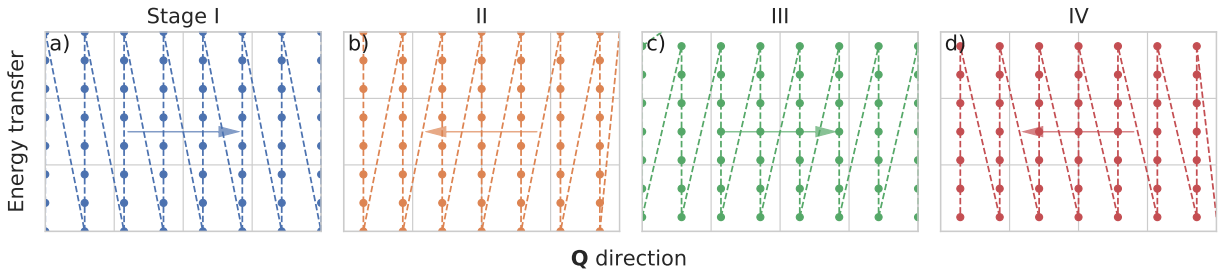 Stage I
II
III
IV
a)
b)
c)
d)
Energy transfer
Q direction